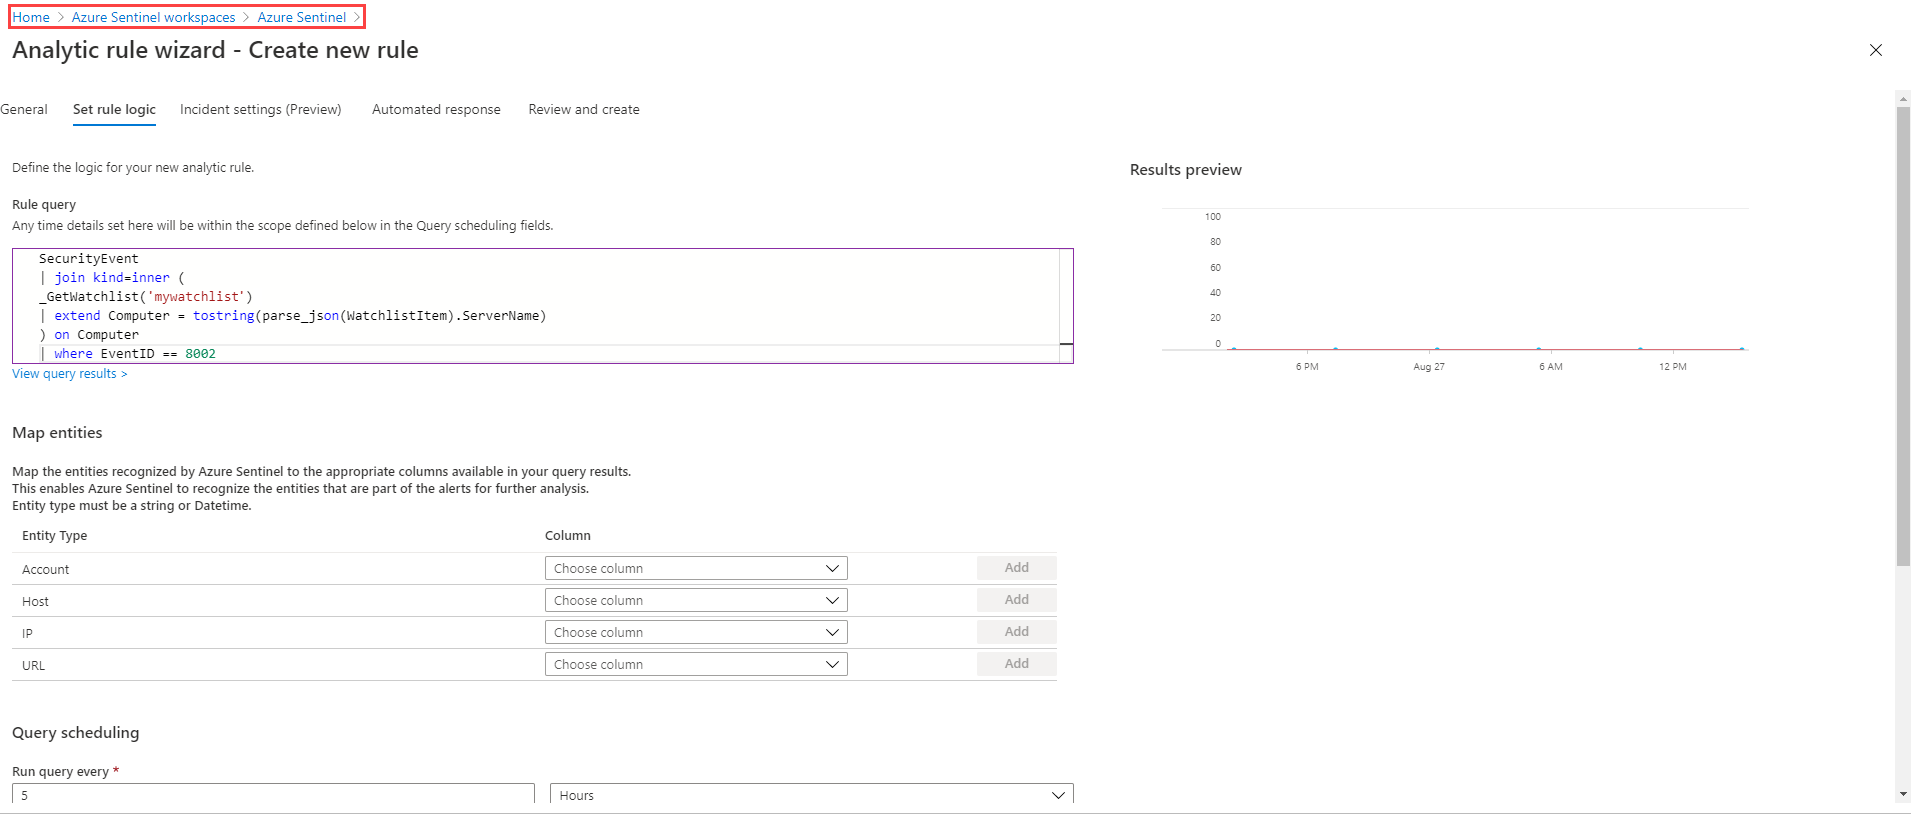 Home > Azure Sentinel workspaces > Azure Sentinel >
Analytic rule wizard - Create new rule
General Set rule logic Incident settings (Preview) Automated response Review and create
Define the logic for your new analytic rule.
Rule query
Any time details set here will be within the scope defined below in the Query scheduling fields.
SecurityEvent
| join kind=inner (
_GetWatchlist('mywatchlist')
| extend Computer = tostring(parse_json(WatchlistItem).ServerName)
) on Computer
| where EventID == 8002
View query results >
Results preview
100
80
60
40
20
0
6 PM Aug 27 6 AM 12 PM
Map entities
Map the entities recognized by Azure Sentinel to the appropriate columns available in your query results.
This enables Azure Sentinel to recognize the entities that are part of the alerts for further analysis.
Entity type must be a string or Datetime.
Entity Type Column
Account Choose column Add
Host Choose column Add
IP Choose column Add
URL Choose column Add
Query scheduling
Run query every *
5 Hours